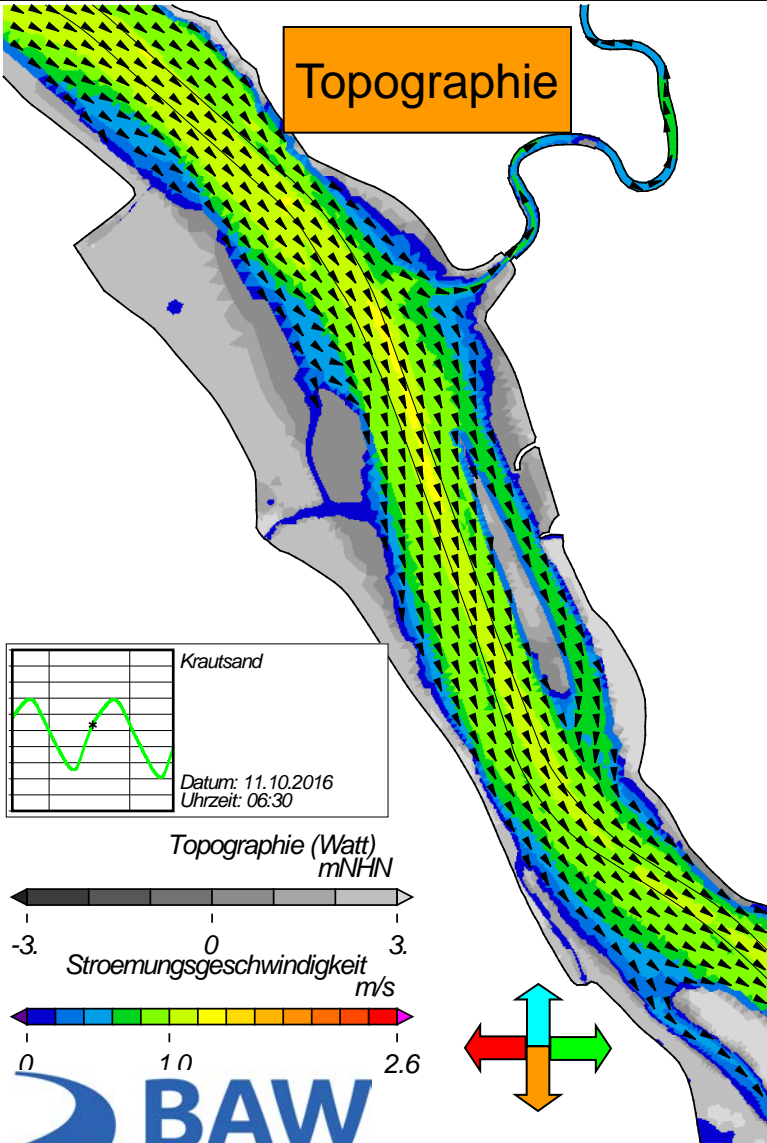 Topographie
Krautsand
Datum: 11.10.2016
Uhrzeit: 06:30
Topographie (Watt)
mNHN
-3. 0 3.
Stroemungsgeschwindigkeit
m/s
0 1.0 2.6
BAW